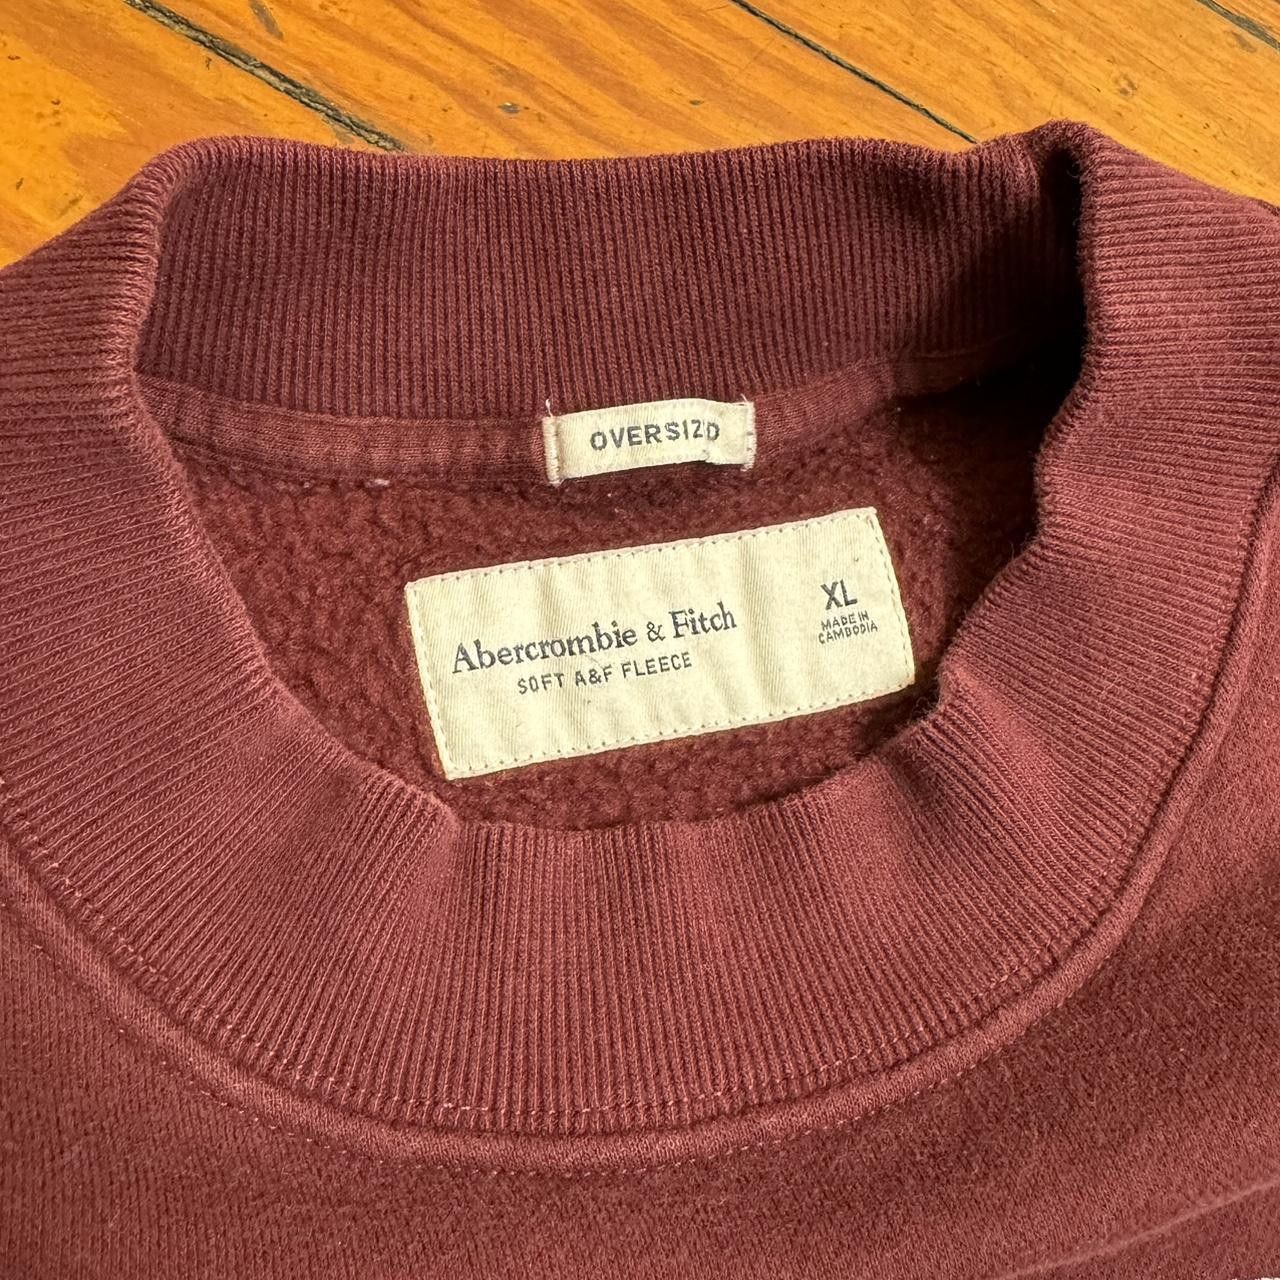 OVERSIZD
Abercrombie & Fitch
SOFT A&F FLEECE
XL
MADE IN
CAMBODIA